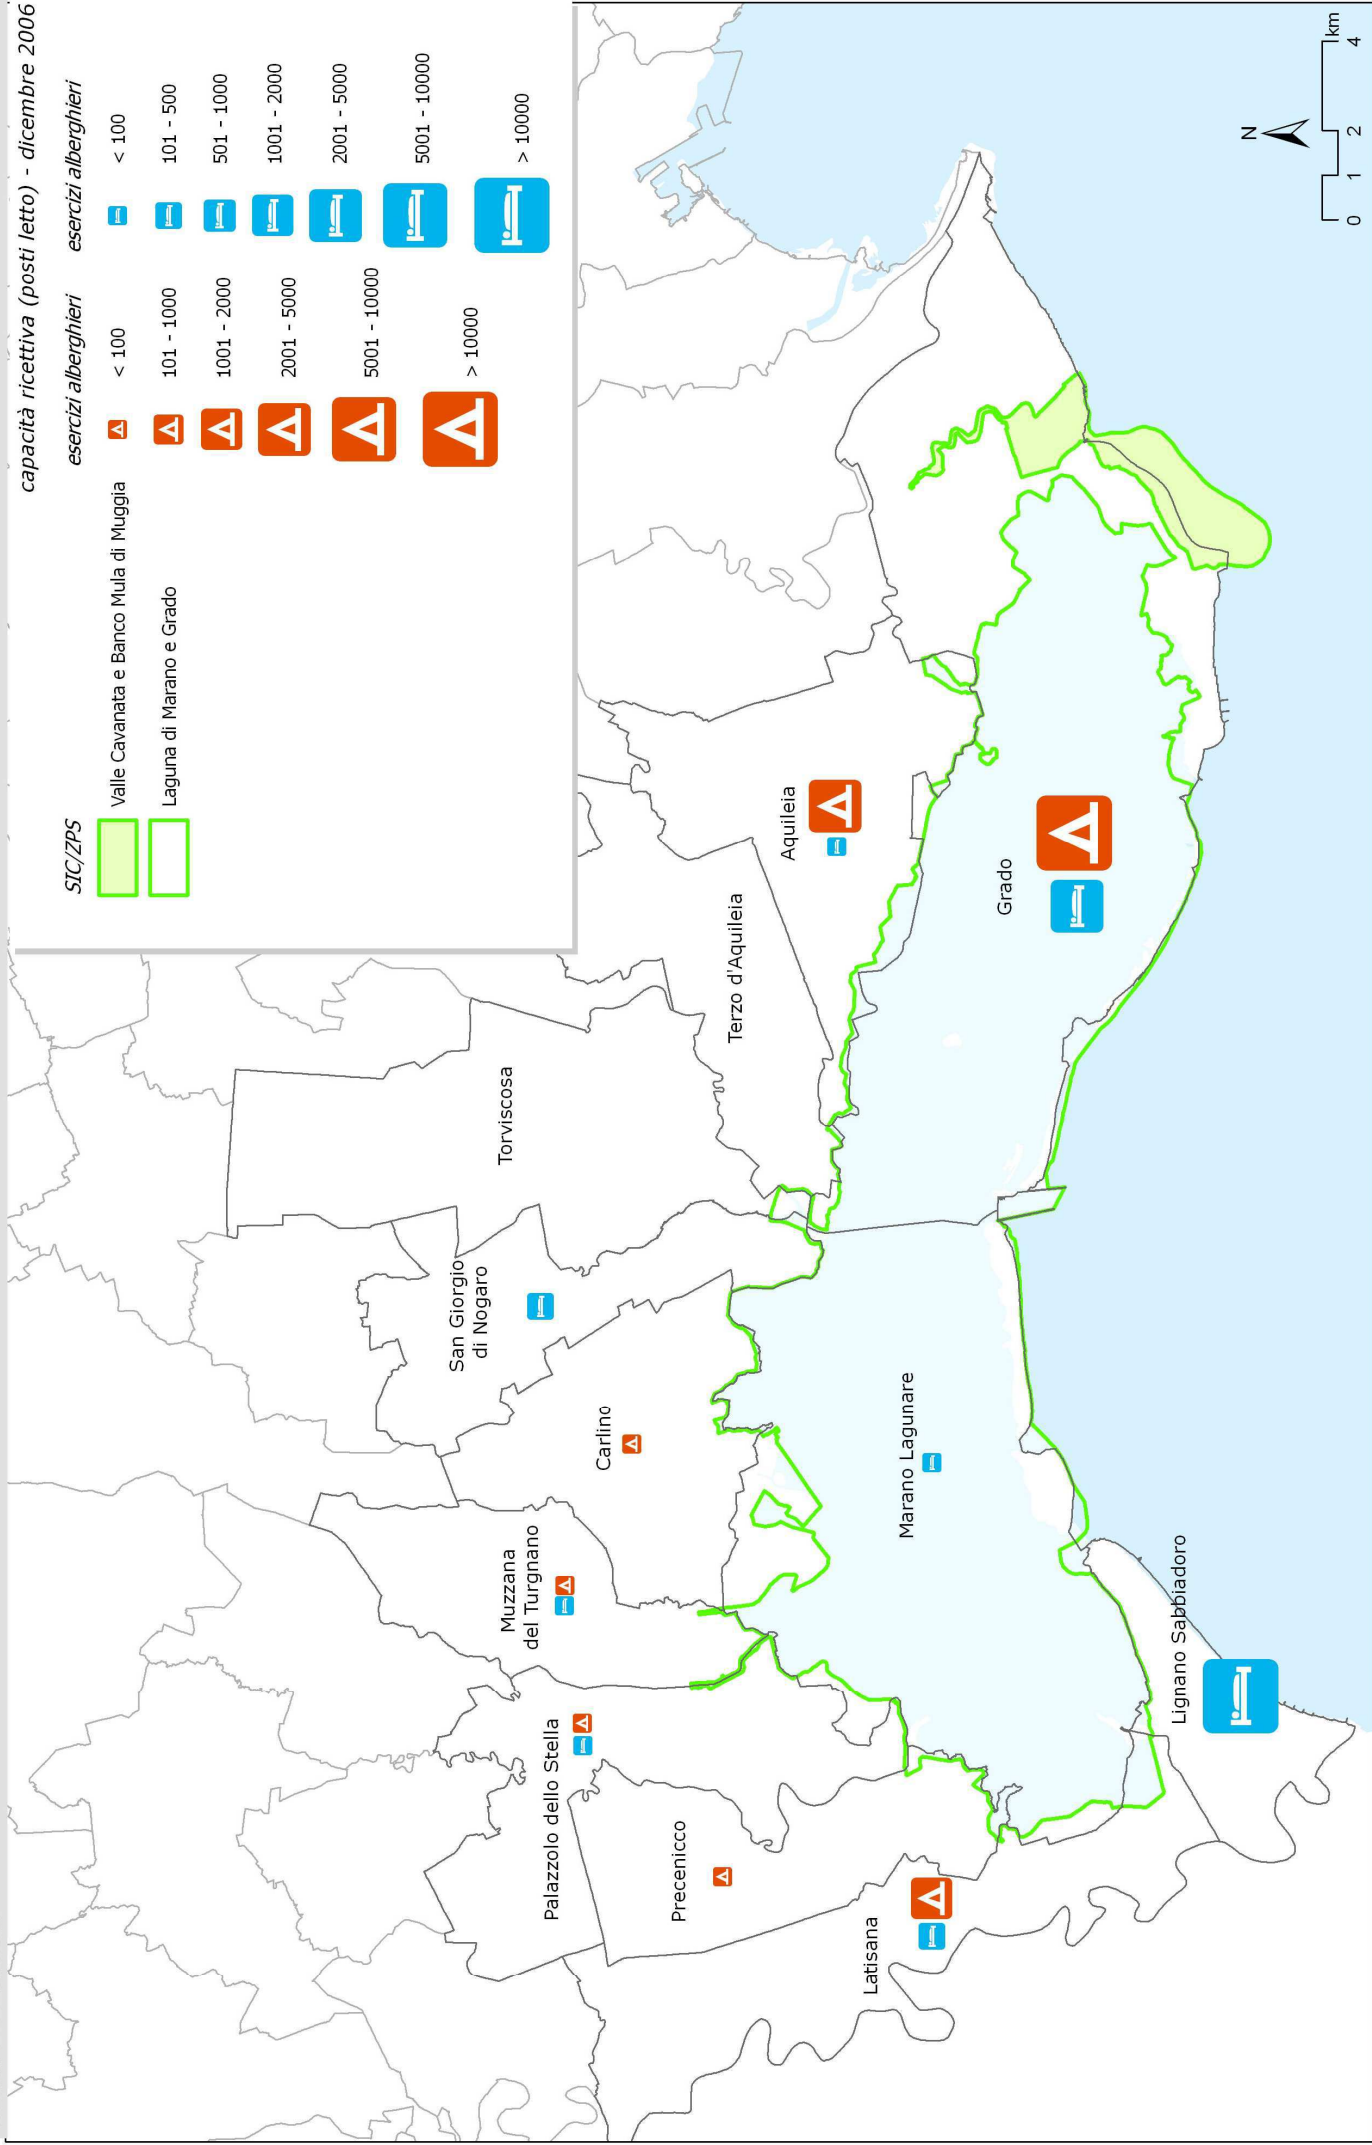 capacità ricettiva (posti letto) - dicembre 2006
SIC/ZPS
Valle Cavanata e Banco Mula di Muggia
Laguna di Marano e Grado
esercizi alberghieri
< 100
101 - 1000
1001 - 2000
2001 - 5000
5001 - 10000
> 10000
esercizi alberghieri
< 100
101 - 500
501 - 1000
1001 - 2000
2001 - 5000
5001 - 10000
> 10000
Torviscosa
San Giorgio
di Nogaro
Muzzana
del Turgnano
Palazzolo dello Stella
Carlino
Precenicco
Terzo d'Aquileia
Aquileia
Latisana
Marano Lagunare
Grado
Lignano Sabbiadoro
N
km
0 1 2 4